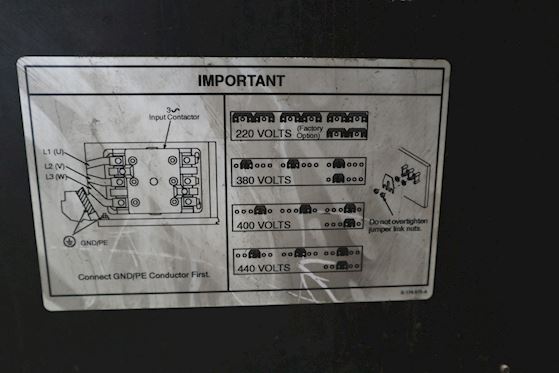 IMPORTANT
3~
Input Contactor
L1 (U)
L2 (V)
L3 (W)
GND/PE
Connect GND/PE Conductor First.
220 VOLTS (Factory
Option)
380 VOLTS
400 VOLTS
440 VOLTS
Do not overtighten
jumper link nuts.